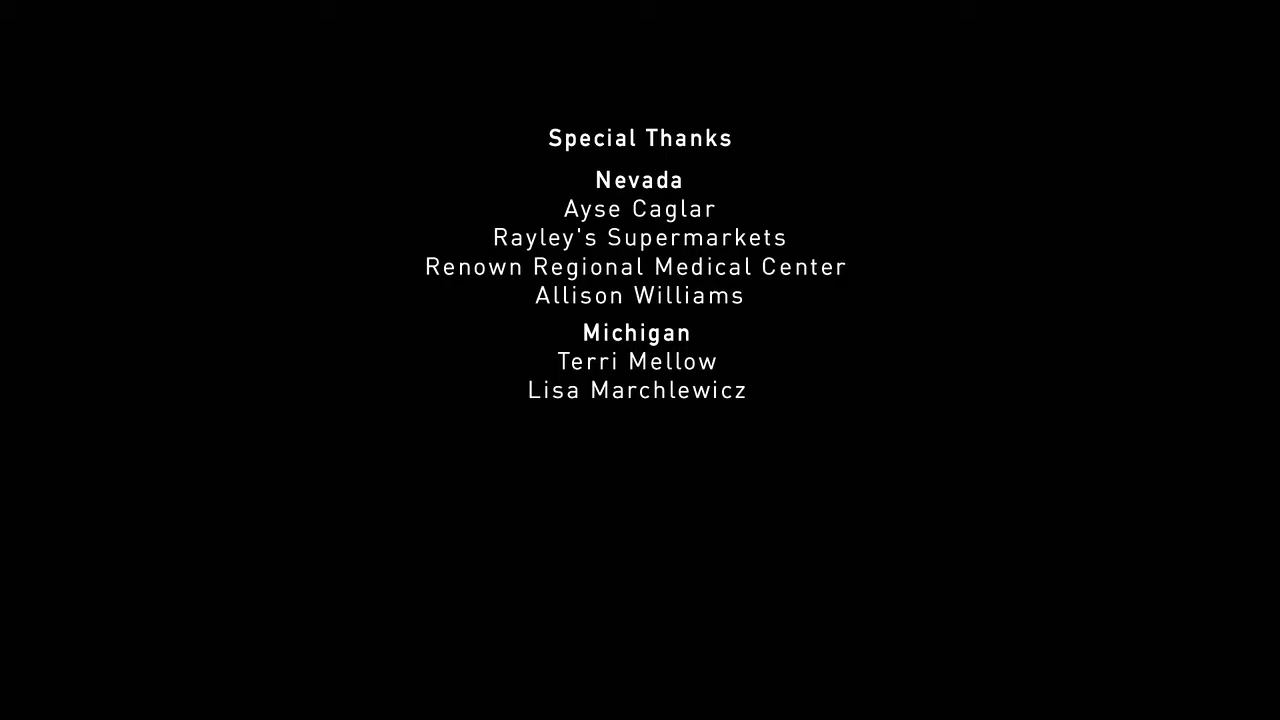 Special Thanks
Nevada
Ayse Caglar
Rayley's Supermarkets
Renown Regional Medical Center
Allison Williams
Michigan
Terri Mellow
Lisa Marchlewicz